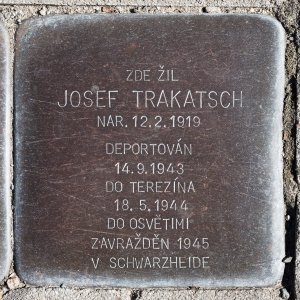 ZDE ŽIL
JOSEF TRAKATSCH
NAR. 12.2.1919
DEPORTOVÁN
14.9.1943
DO TEREZÍNA
18.5.1944
DO OSVĚTIMI
ZAVRAŽDĚN 1945
V SCHWARZHEIDE